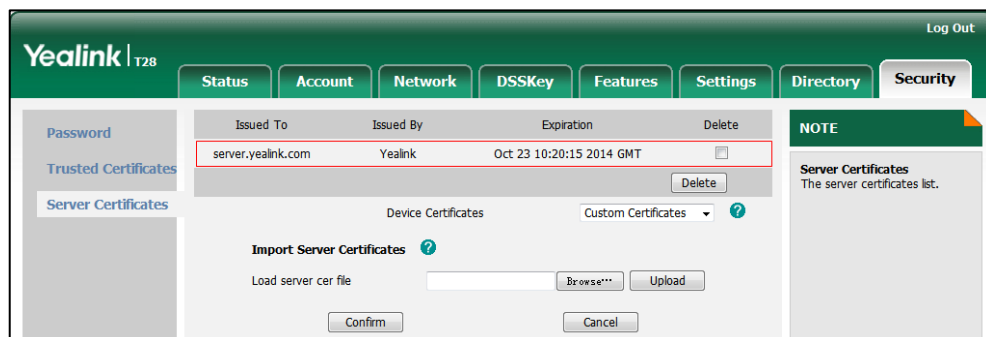 Log Out
Yealink | T28
Status Account Network DSSKey Features Settings Directory Security
Password
Trusted Certificates
Server Certificates
Issued To Issued By Expiration Delete
server.yealink.com Yealink Oct 23 10:20:15 2014 GMT
Delete
Device Certificates Custom Certificates ?
Import Server Certificates ?
Load server cer file Browse... Upload
Confirm Cancel
NOTE
Server Certificates
The server certificates list.